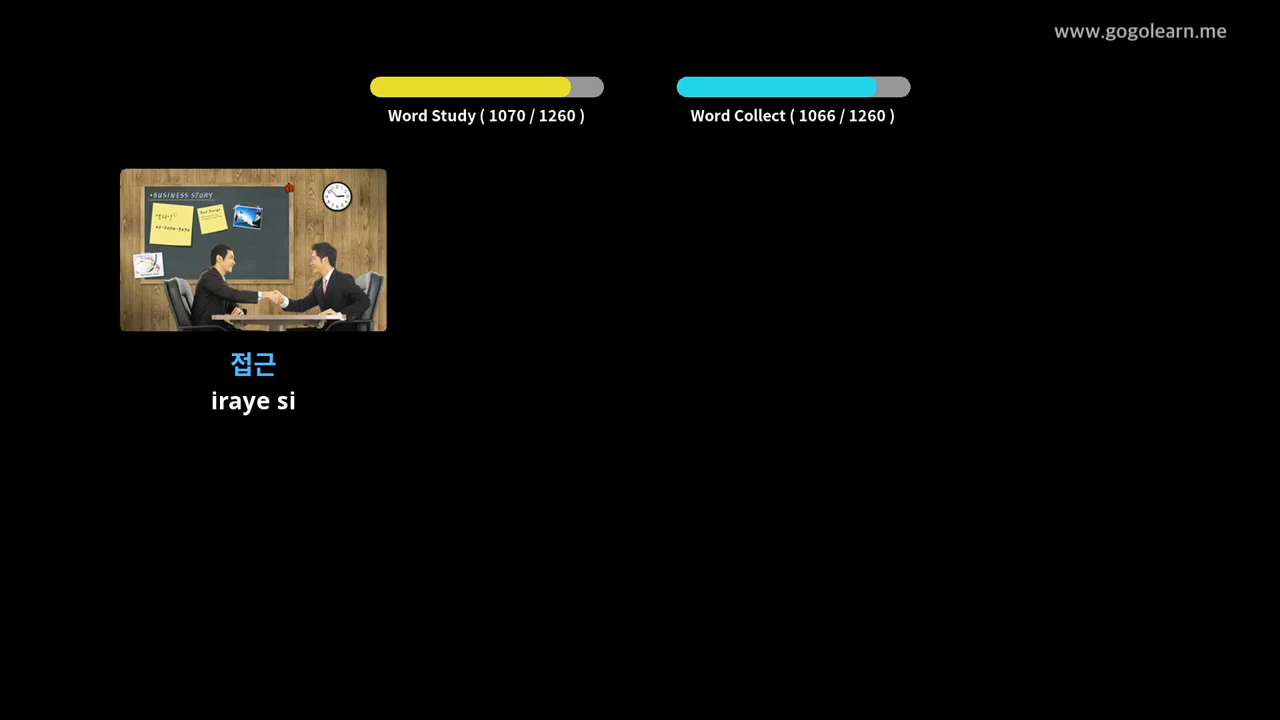 www.gogolearn.me
Word Study ( 1070 / 1260 )
Word Collect ( 1066 / 1260 )
BUSINESS STORY
접근
iraye si